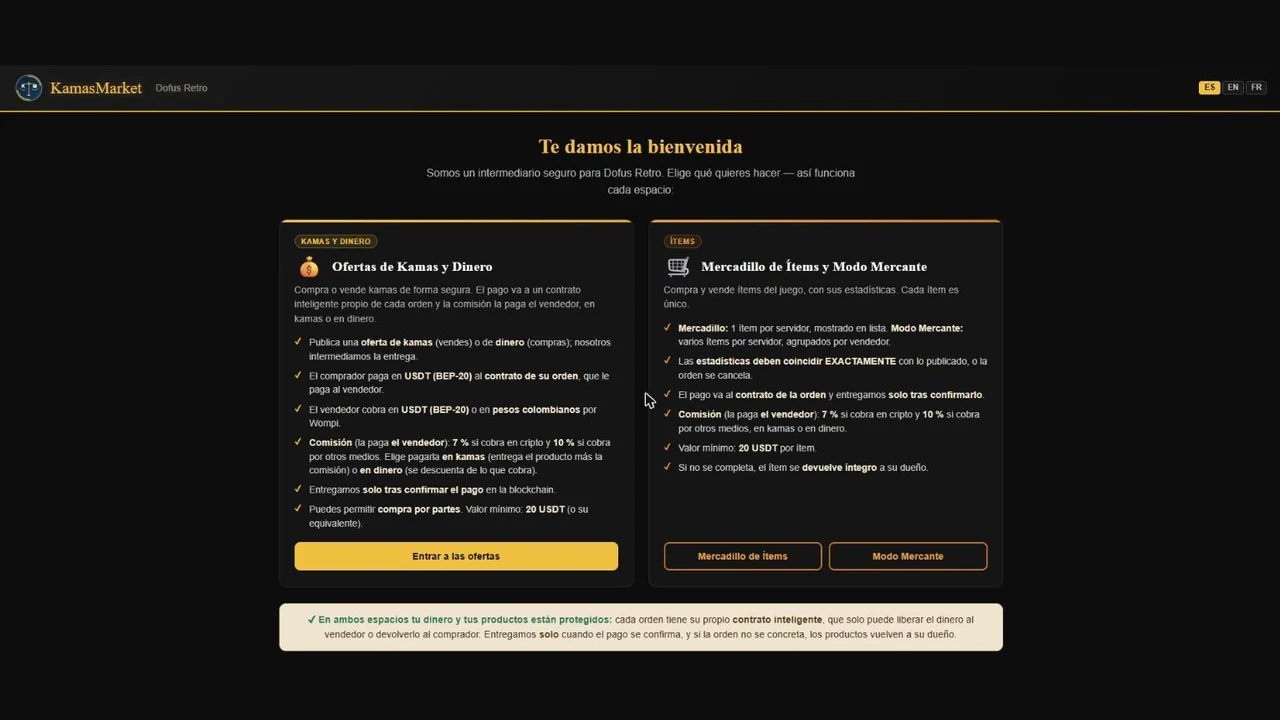 KamasMarket Dofus Retro
ES EN FR
Te damos la bienvenida
Somos un intermediario seguro para Dofus Retro. Elige qué quieres hacer — así funciona
cada espacio:
KAMAS Y DINERO
Ofertas de Kamas y Dinero
Compra o vende kamas de forma segura. El pago va a un contrato
inteligente propio de cada orden y la comisión la paga el vendedor, en
kamas o en dinero.
✓ Publica una oferta de kamas (vendes) o de dinero (compras); nosotros
intermediamos la entrega.
✓ El comprador paga en USDT (BEP-20) al contrato de su orden, que le
paga al vendedor.
✓ El vendedor cobra en USDT (BEP-20) o en pesos colombianos por
Wompi.
✓ Comisión (la paga el vendedor): 7 % si cobra en cripto y 10 % si cobra
por otros medios. Elige pagarla en kamas (entrega el producto más la
comisión) o en dinero (se descuenta de lo que cobra).
✓ Entregamos solo tras confirmar el pago en la blockchain.
✓ Puedes permitir compra por partes. Valor mínimo: 20 USDT (o su
equivalente).
Entrar a las ofertas
ÍTEMS
Mercadillo de Ítems y Modo Mercante
Compra y vende ítems del juego, con sus estadísticas. Cada ítem es
único.
✓ Mercadillo: 1 ítem por servidor, mostrado en lista. Modo Mercante:
varios ítems por servidor, agrupados por vendedor.
✓ Las estadísticas deben coincidir EXACTAMENTE con lo publicado, o la
orden se cancela.
✓ El pago va al contrato de la orden y entregamos solo tras confirmarlo.
✓ Comisión (la paga el vendedor): 7 % si cobra en cripto y 10 % si cobra
por otros medios, en kamas o en dinero.
✓ Valor mínimo: 20 USDT por ítem.
✓ Si no se completa, el ítem se devuelve íntegro a su dueño.
Mercadillo de Ítems
Modo Mercante
✓ En ambos espacios tu dinero y tus productos están protegidos: cada orden tiene su propio contrato inteligente, que solo puede liberar el dinero al
vendedor o devolverlo al comprador. Entregamos solo cuando el pago se confirma, y si la orden no se concreta, los productos vuelven a su dueño.